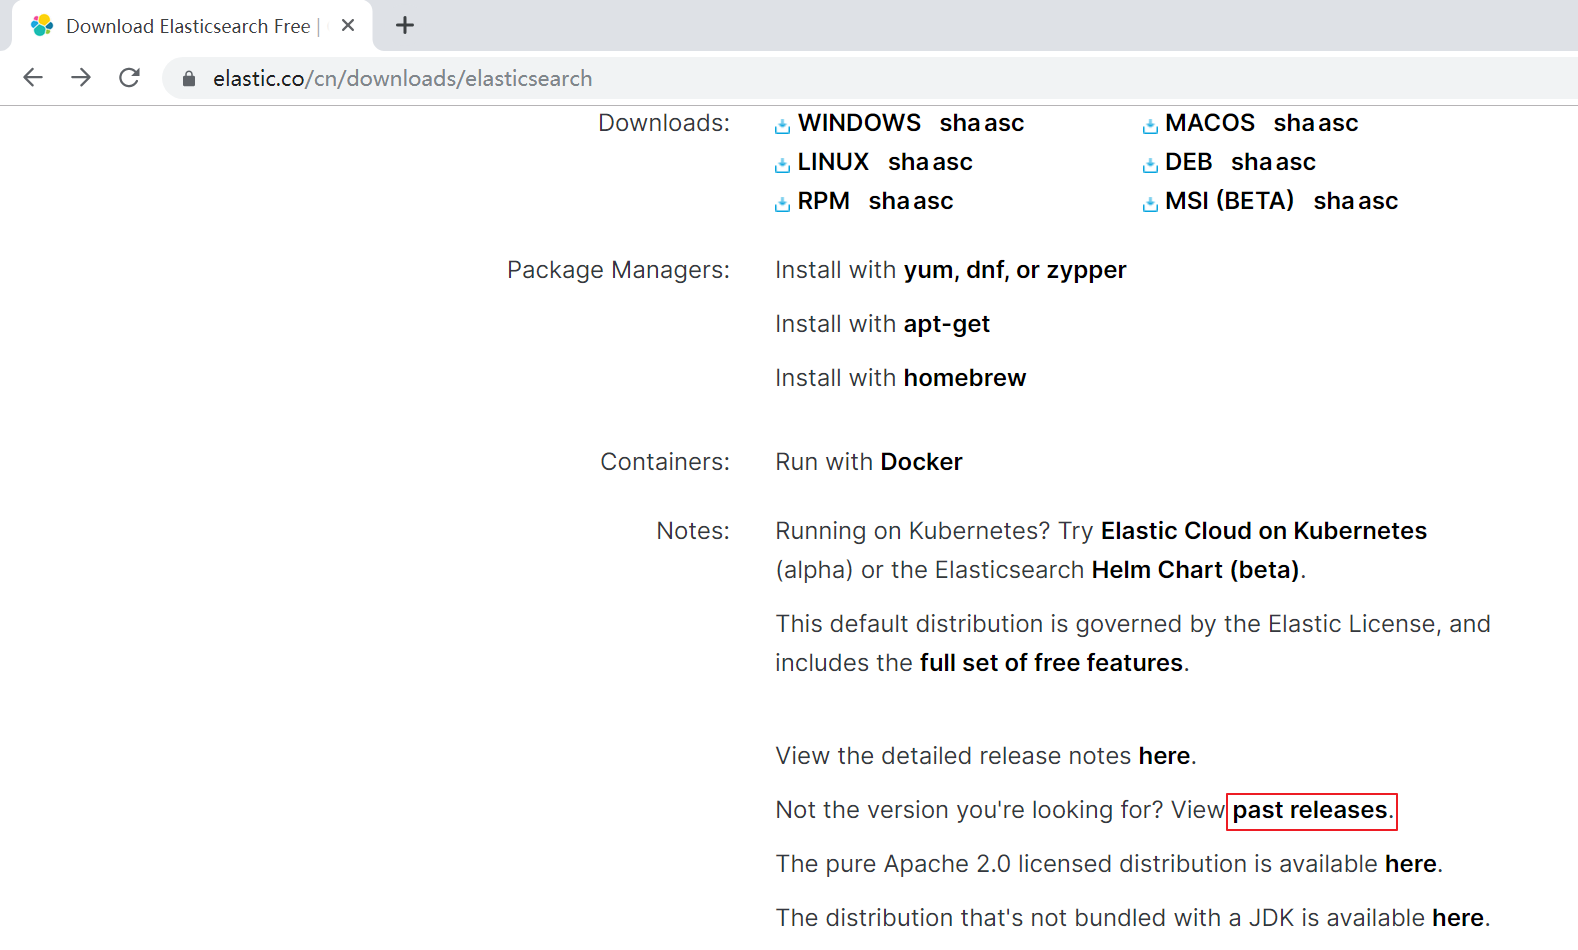 Download Elasticsearch Free |
elastic.co/cn/downloads/elasticsearch
Downloads: WINDOWS sha asc MACOS sha asc
LINUX sha asc DEB sha asc
RPM sha asc MSI (BETA) sha asc
Package Managers: Install with yum, dnf, or zypper
Install with apt-get
Install with homebrew
Containers: Run with Docker
Notes: Running on Kubernetes? Try Elastic Cloud on Kubernetes
(alpha) or the Elasticsearch Helm Chart (beta).
This default distribution is governed by the Elastic License, and
includes the full set of free features.
View the detailed release notes here.
Not the version you're looking for? View past releases.
The pure Apache 2.0 licensed distribution is available here.
The distribution that's not bundled with a JDK is available here.